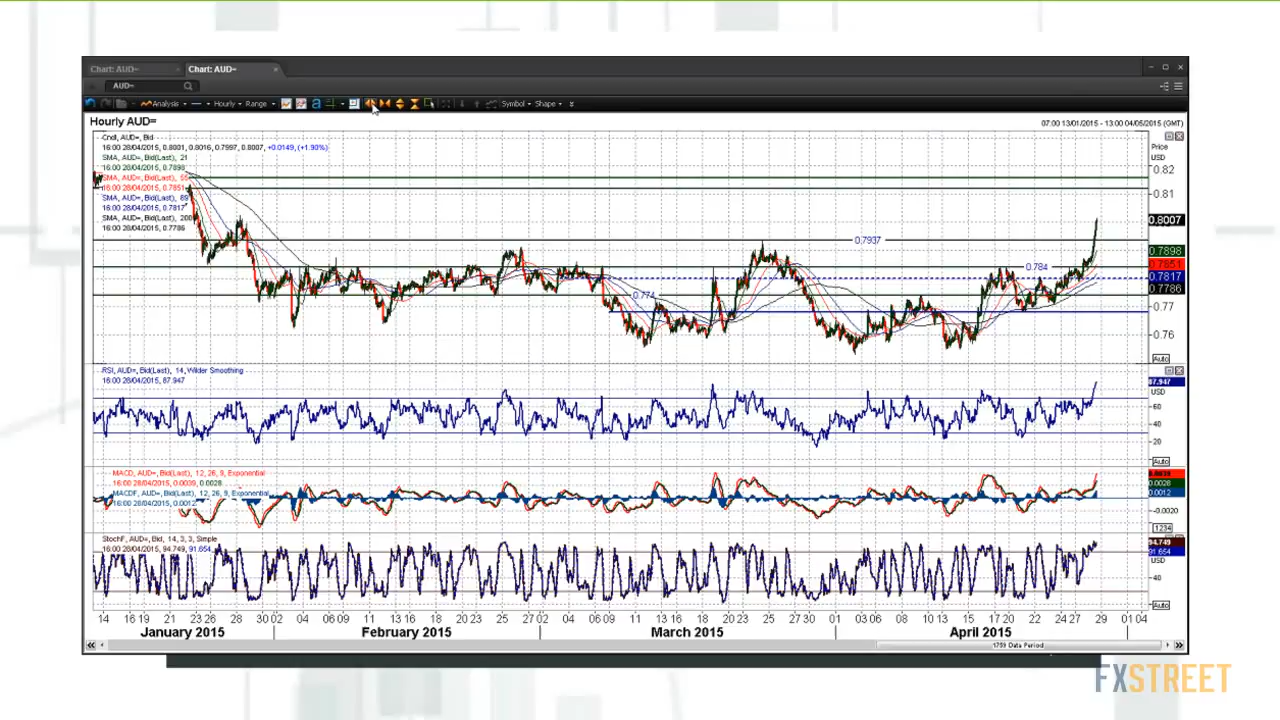 Chart: AUD=
Chart: AUD=
AUD=
Analysis
Hourly
Range
Symbol
Shape
Hourly AUD=
07:00 13/01/2015 - 13:00 04/05/2015 (GMT)
Cndl, AUD=, Bid
16:00 28/04/2015, 0.8001, 0.8016, 0.7997, 0.8007, +0.0149, (+1.90%)
SMA, AUD=, Bid(Last), 21
16:00 28/04/2015, 0.7898
SMA, AUD=, Bid(Last), 55
16:00 28/04/2015, 0.7851
SMA, AUD=, Bid(Last), 89
16:00 28/04/2015, 0.7817
SMA, AUD=, Bid(Last), 200
16:00 28/04/2015, 0.7786
Price
USD
0.82
0.81
0.8007
0.7937
0.7898
0.784
0.7851
0.7817
0.7786
0.774
0.77
0.76
Auto
RSI, AUD=, Bid(Last), 14, Wilder Smoothing
16:00 28/04/2015, 87.947
87.947
USD
60
40
20
Auto
MACD, AUD=, Bid(Last), 12, 26, 9, Exponential
16:00 28/04/2015, 0.0039, 0.0028
MACDF, AUD=, Bid(Last), 12, 26, 9, Exponential
16:00 28/04/2015, 0.0012
0.0039
0.0028
0.0012
-0.0020
1234
StochF, AUD=, Bid, 14, 3, 3, Simple
16:00 28/04/2015, 94.749, 91.654
94.749
91.654
USD
40
Auto
14 16 19 21 23 26 28 30 02 04 06 09 11 13 16 18 20 23 25 27 02 04 06 09 11 13 16 18 20 23 25 27 30 01 03 06 08 10 13 15 17 20 22 24 27 29 01 04
January 2015 February 2015 March 2015 April 2015
1759 Data Period
FXSTREET